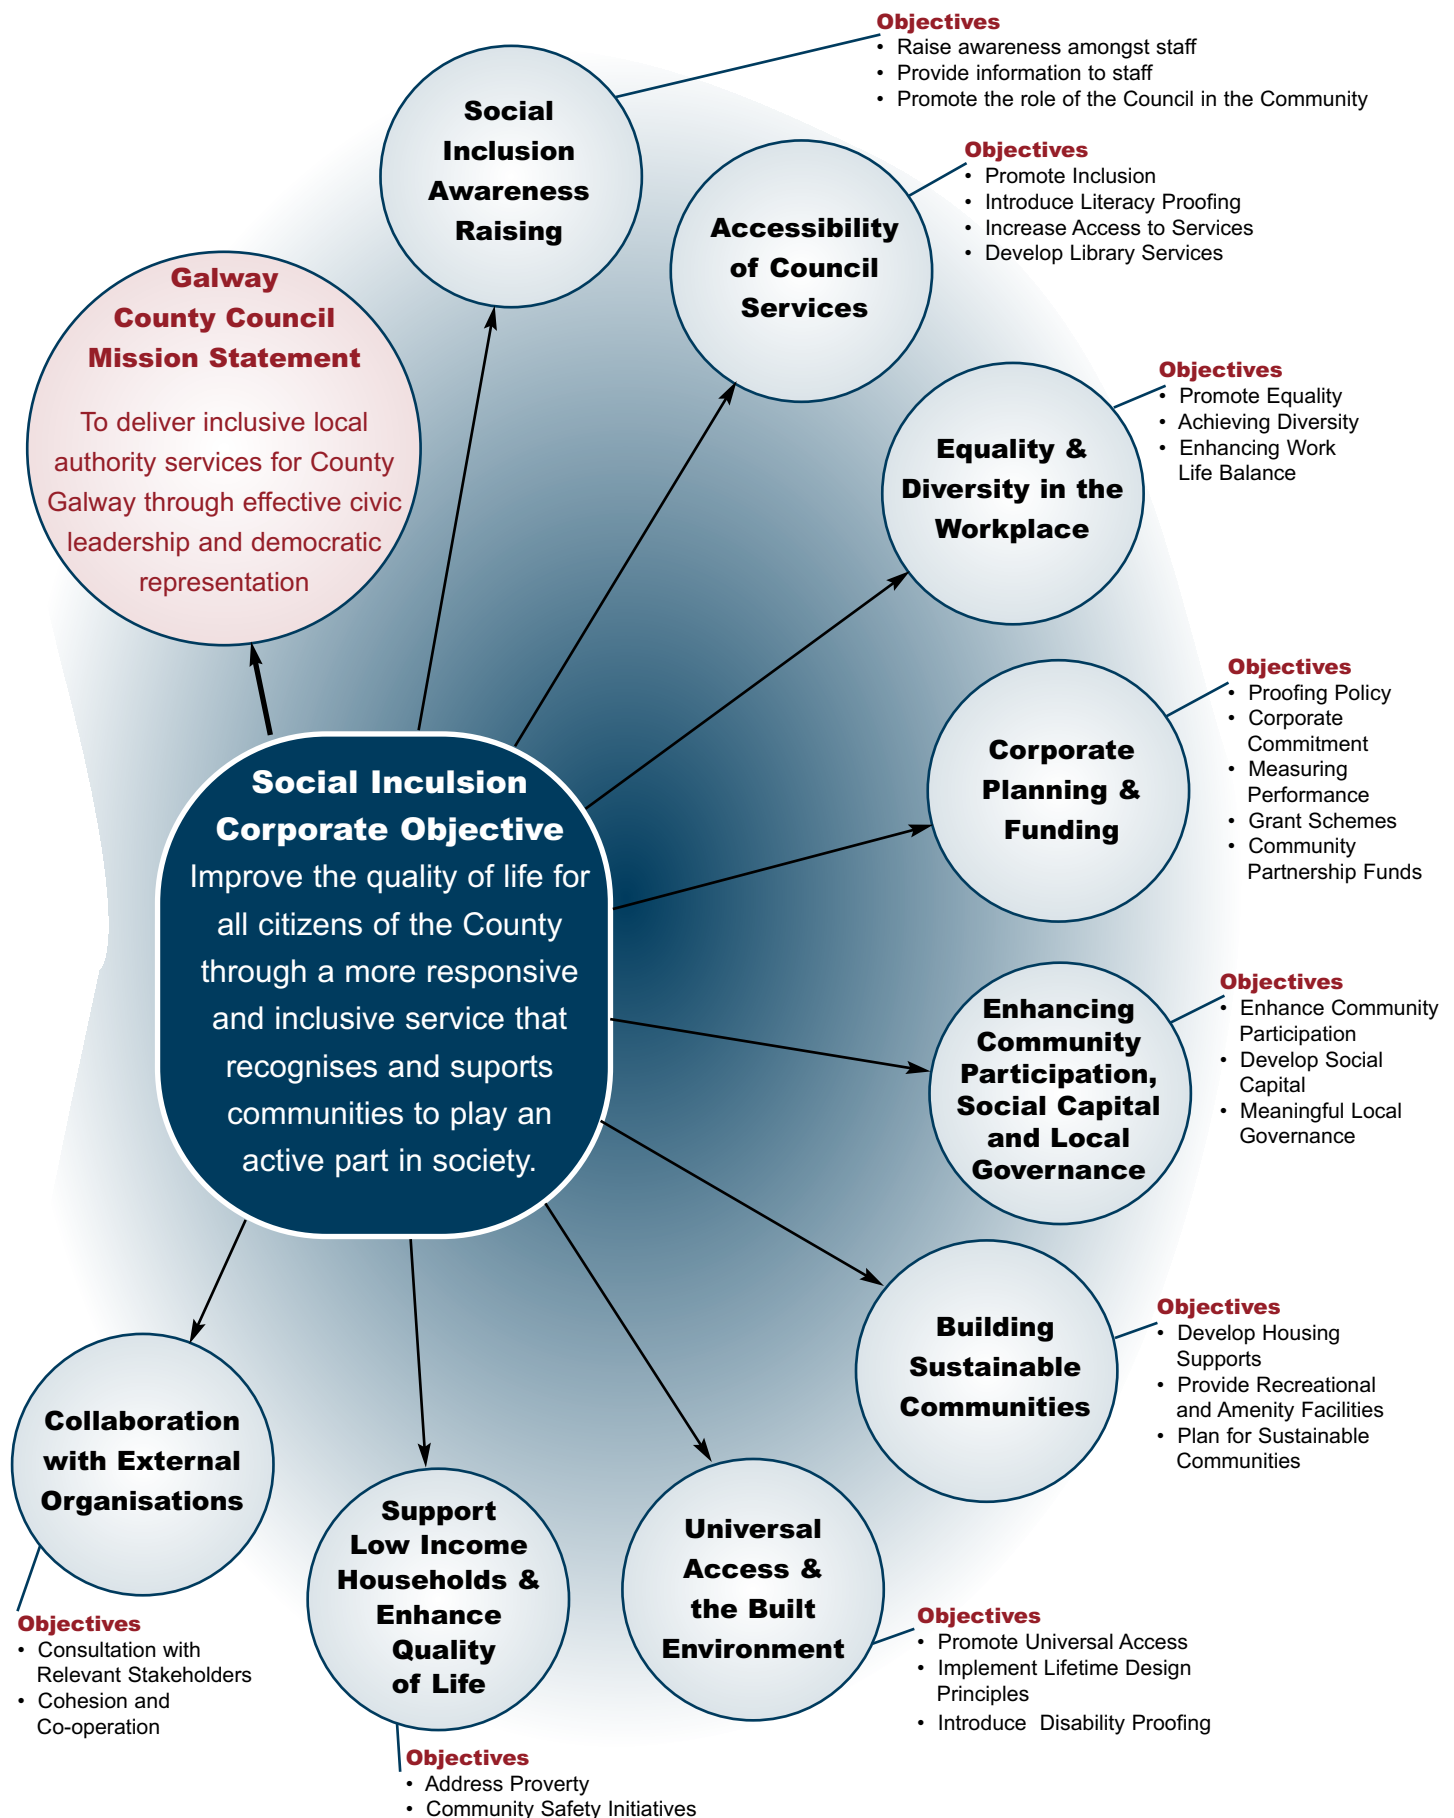 Objectives
• Raise awareness amongst staff
• Provide information to staff
• Promote the role of the Council in the Community
Social
Inclusion
Awareness
Raising
Objectives
• Promote Inclusion
• Introduce Literacy Proofing
• Increase Access to Services
• Develop Library Services
Accessibility
of Council
Services
Galway
County Council
Mission Statement
To deliver inclusive local
authority services for County
Galway through effective civic
leadership and democratic
representation
Objectives
• Promote Equality
• Achieving Diversity
• Enhancing Work
Life Balance
Equality &
Diversity in the
Workplace
Objectives
• Proofing Policy
• Corporate
Commitment
• Measuring
Performance
• Grant Schemes
• Community
Partnership Funds
Corporate
Planning &
Funding
Social Inculsion
Corporate Objective
Improve the quality of life for
all citizens of the County
through a more responsive
and inclusive service that
recognises and suports
communities to play an
active part in society.
Objectives
• Enhance Community
Participation
• Develop Social
Capital
• Meaningful Local
Governance
Enhancing
Community
Participation,
Social Capital
and Local
Governance
Objectives
• Develop Housing
Supports
• Provide Recreational
and Amenity Facilities
• Plan for Sustainable
Communities
Building
Sustainable
Communities
Collaboration
with External
Organisations
Objectives
• Consultation with
Relevant Stakeholders
• Cohesion and
Co-operation
Support
Low Income
Households &
Enhance
Quality
of Life
Objectives
• Address Proverty
• Community Safety Initiatives
Universal
Access &
the Built
Environment
Objectives
• Promote Universal Access
• Implement Lifetime Design
Principles
• Introduce  Disability Proofing